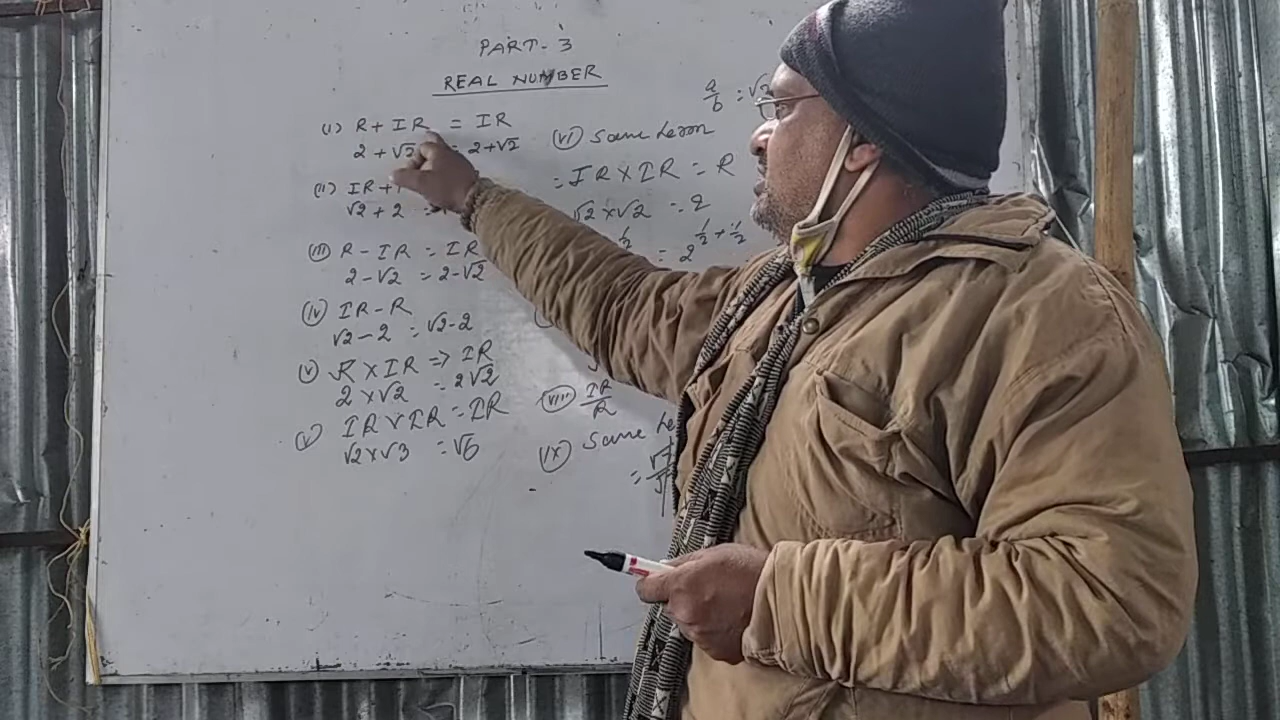 PART-3
REAL NUMBER
(i) R + IR = IR
2 + √2 = 2+√2
(ii) IR +
√2 + 2 =
(iii) R - IR = IR
2 - √2 = 2-√2
(iv) IR - R
√2 - 2 = √2-2
(v) R × IR => IR
2 × √2 = 2√2
(v) IR × IR = IR
√2 × √3 = √6
a/b = √2
(vi) Same term
= IR × IR = R
√2 × √2 = 2
= 2^(1/2 + 1/2)
(viii) IR/R
(ix) Same